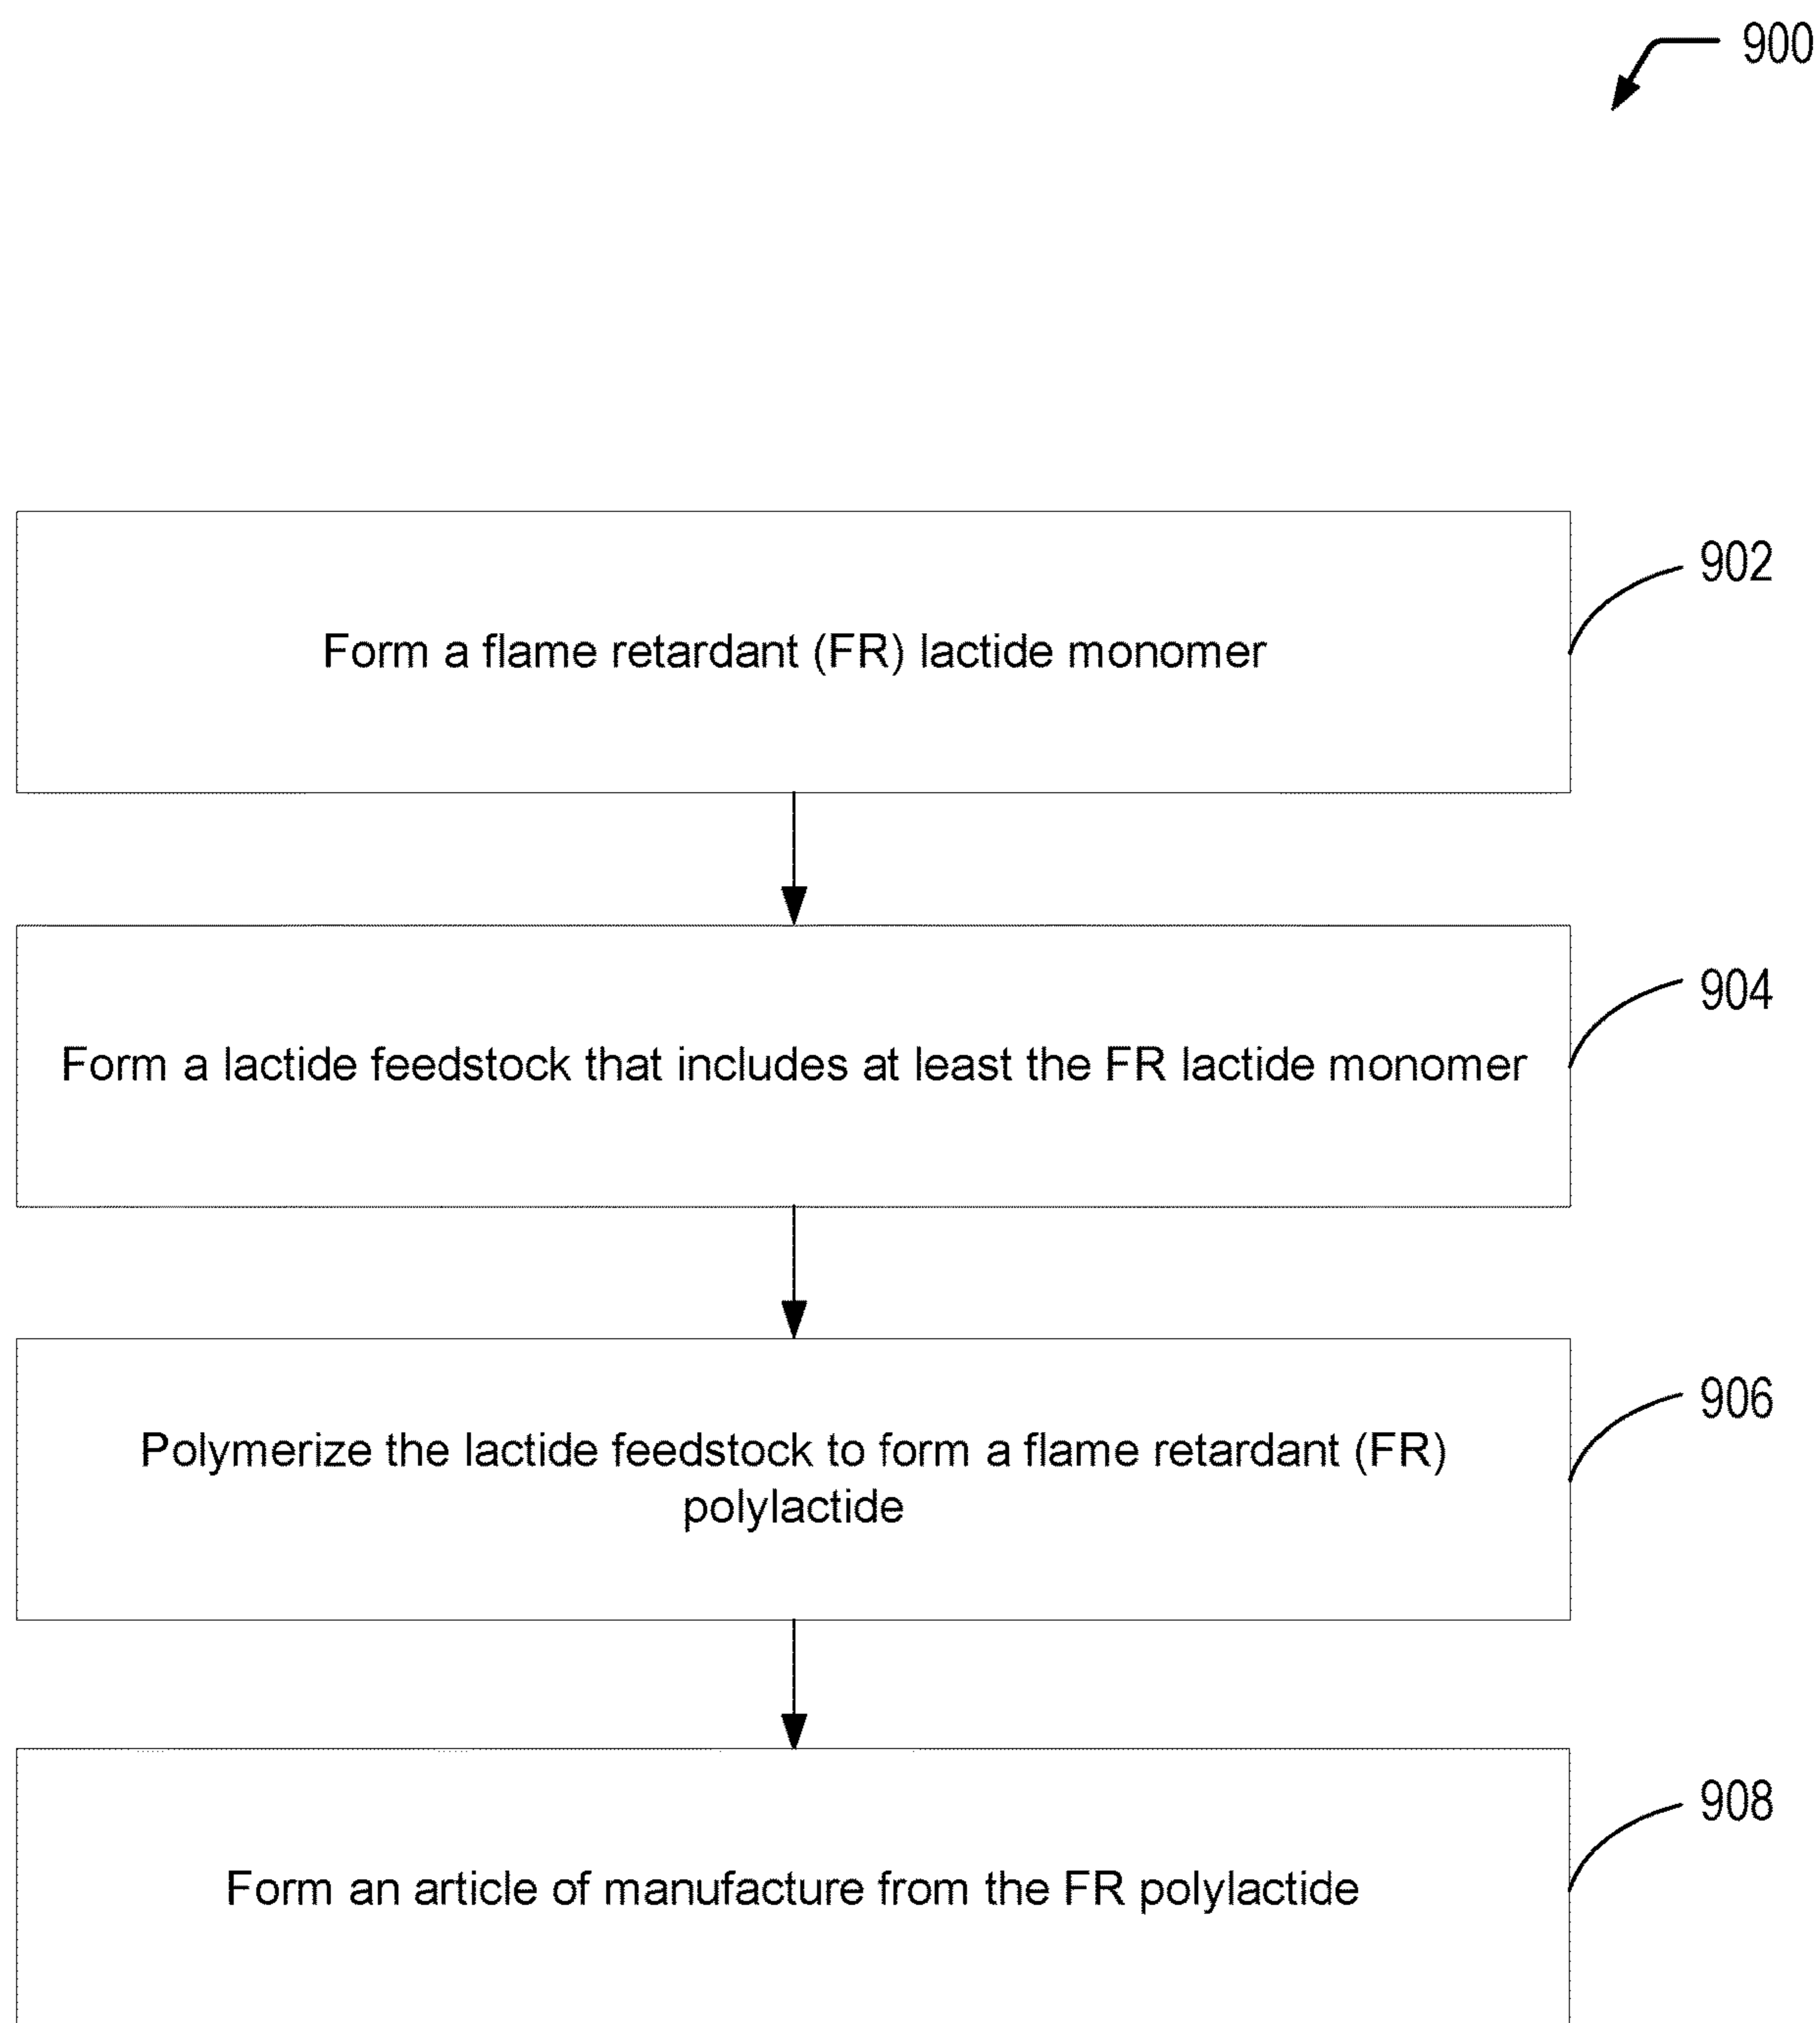 900
Form a flame retardant (FR) lactide monomer
902
Form a lactide feedstock that includes at least the FR lactide monomer
904
Polymerize the lactide feedstock to form a flame retardant (FR)
polylactide
906
Form an article of manufacture from the FR polylactide
908